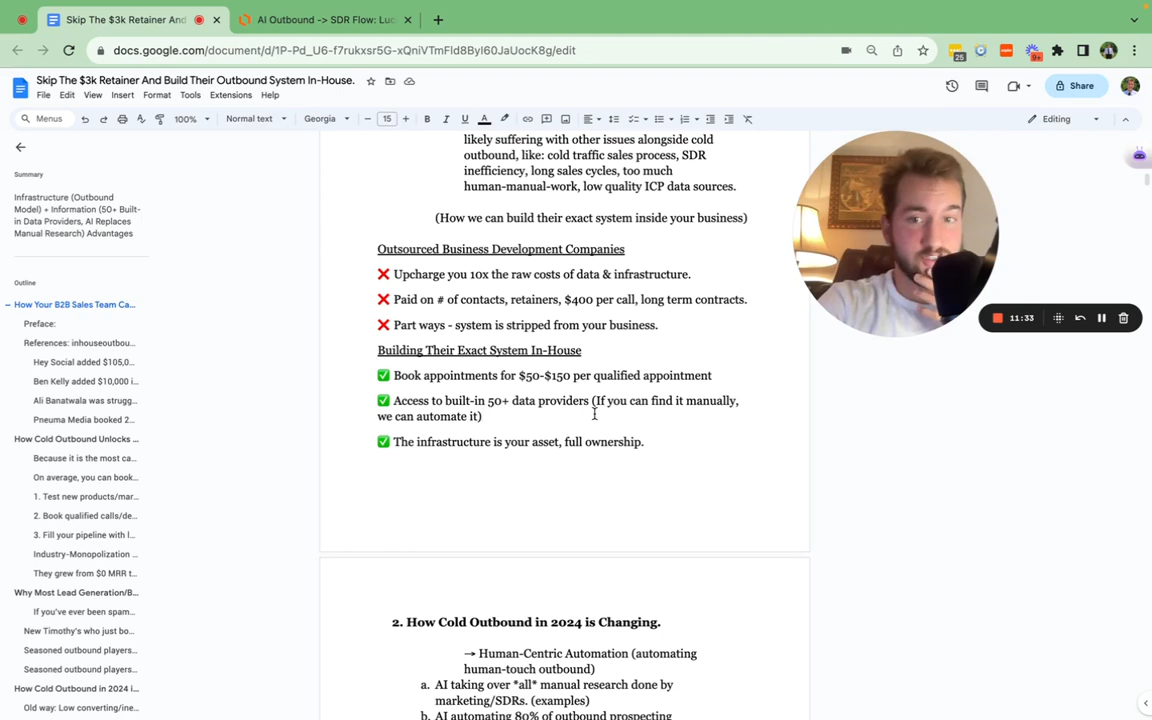 Skip The $3k Retainer And
AI Outbound -> SDR Flow: Luc
docs.google.com/document/d/1P-Pd_U6-f7rukxsr5G-xQniVTmFld8Byl60JaUocK8g/edit
25
9+
Skip The $3k Retainer And Build Their Outbound System In-House.
File Edit View Insert Format Tools Extensions Help
Share
Menus
100%
Normal text
Georgia
15
B I U A
Editing
Summary
Infrastructure (Outbound
Model) + Information (50+ Built-
in Data Providers, AI Replaces
Manual Research) Advantages
Outline
How Your B2B Sales Team Ca...
Preface:
References: inhouseoutbou...
Hey Social added $105,0...
Ben Kelly added $10,000 i...
Ali Banatwala was strugg...
Pneuma Media booked 2...
How Cold Outbound Unlocks ...
Because it is the most ca...
On average, you can book...
1. Test new products/mar...
2. Book qualified calls/de...
3. Fill your pipeline with l...
Industry-Monopolization ...
They grew from $0 MRR t...
Why Most Lead Generation/B...
If you've ever been spam...
New Timothy's who just bo...
Seasoned outbound players...
Seasoned outbound players...
How Cold Outbound in 2024 i...
Old way: Low converting/ine...
likely suffering with other issues alongside cold
outbound, like: cold traffic sales process, SDR
inefficiency, long sales cycles, too much
human-manual-work, low quality ICP data sources.
(How we can build their exact system inside your business)
Outsourced Business Development Companies
❌ Upcharge you 10x the raw costs of data & infrastructure.
❌ Paid on # of contacts, retainers, $400 per call, long term contracts.
❌ Part ways - system is stripped from your business.
Building Their Exact System In-House
✅ Book appointments for $50-$150 per qualified appointment
✅ Access to built-in 50+ data providers (If you can find it manually,
we can automate it)
✅ The infrastructure is your asset, full ownership.
2. How Cold Outbound in 2024 is Changing.
→ Human-Centric Automation (automating
human-touch outbound)
a. AI taking over *all* manual research done by
marketing/SDRs. (examples)
b. AI automating 80% of outbound prospecting
11:33